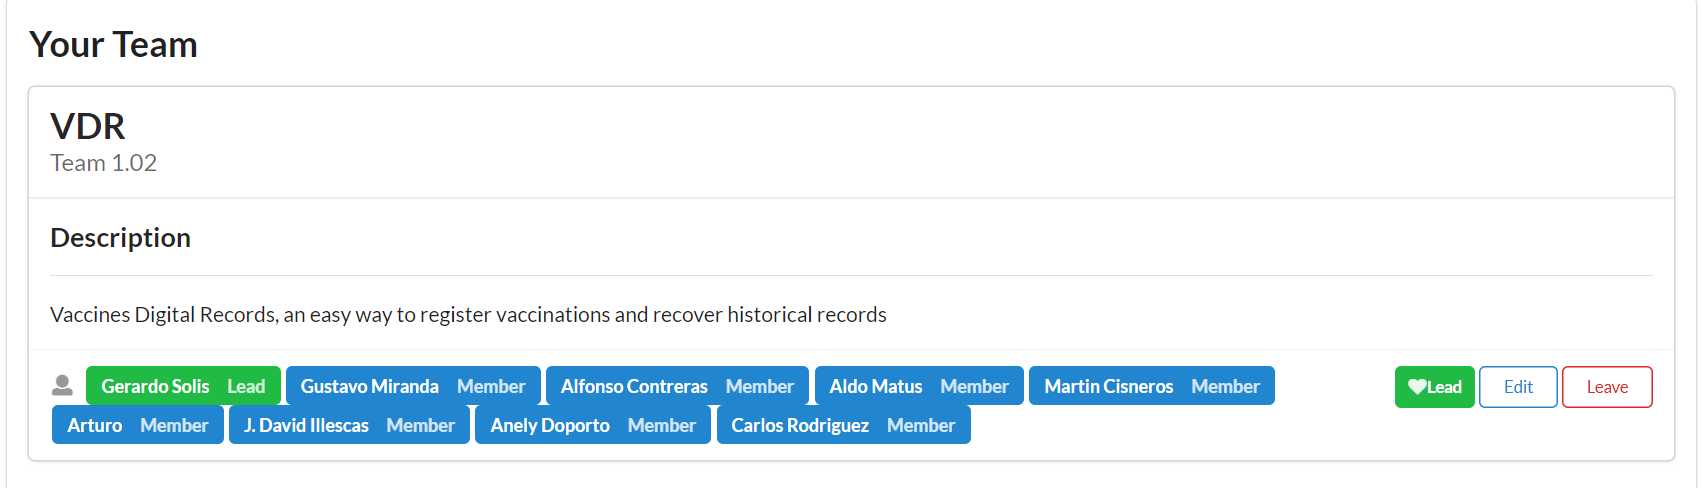 Your Team
VDR
Team 1.02
Description
Vaccines Digital Records, an easy way to register vaccinations and recover historical records
Gerardo Solis Lead Gustavo Miranda Member Alfonso Contreras Member Aldo Matus Member Martin Cisneros Member Lead Edit Leave
Arturo Member J. David Illescas Member Anely Doporto Member Carlos Rodriguez Member